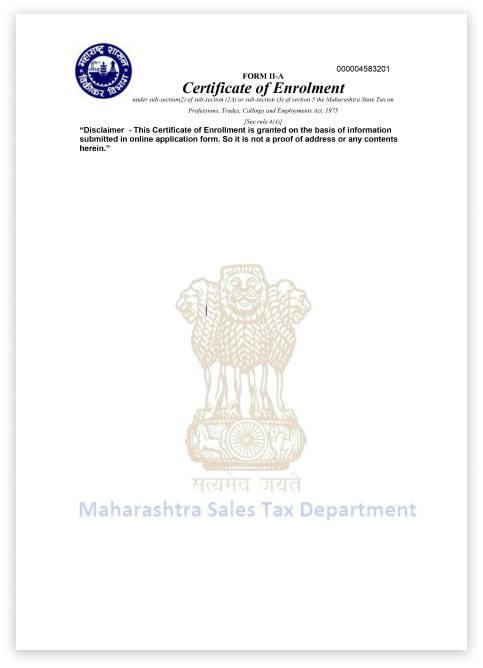 महाराष्ट्र शासन
विक्रीकर विभाग
000004583201
FORM II-A
Certificate of Enrolment
under sub-section(2) of sub-section (2A) or sub-section (3) of section 5 the Maharashtra State Tax on
Professions, Trades, Callings and Employments Act, 1975
[See rule 4(4)]
“Disclaimer - This Certificate of Enrollment is granted on the basis of information
submitted in online application form. So it is not a proof of address or any contents
herein.”
सत्यमेव जयते
Maharashtra Sales Tax Department